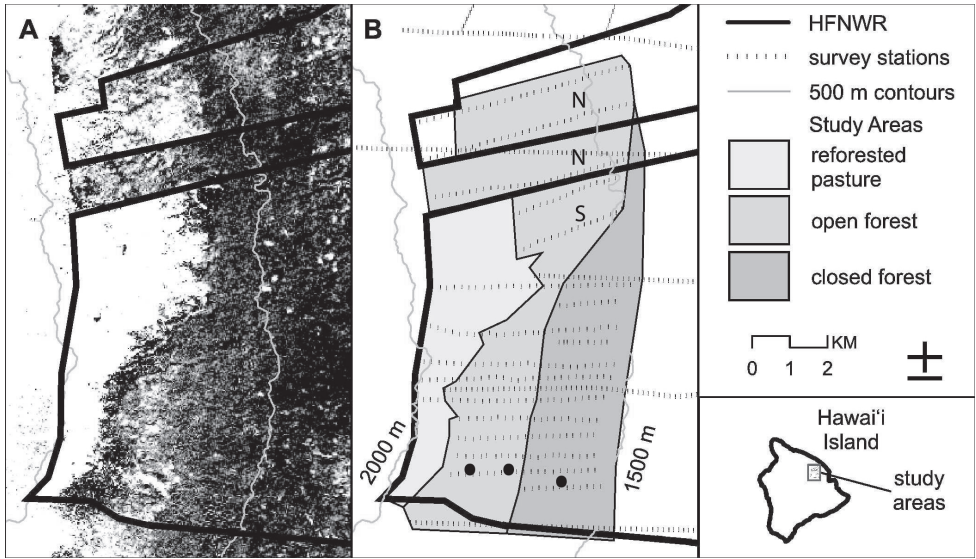 A
B
N
N
S
2000 m
1500 m
HFNWR
survey stations
500 m contours
Study Areas
reforested
pasture
open forest
closed forest
KM
0 1 2
Hawaiʻi
Island
study
areas